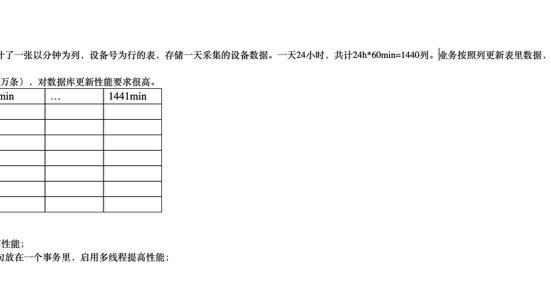 计了一张以分钟为列，设备号为行的表，存储一天采集的设备数据。一天24小时，共计24h*60min=1440列。业务按照列更新表里数据，
万条），对数据库更新性能要求很高。
min … 1441min
性能；
句放在一个事务里，启用多线程提高性能；